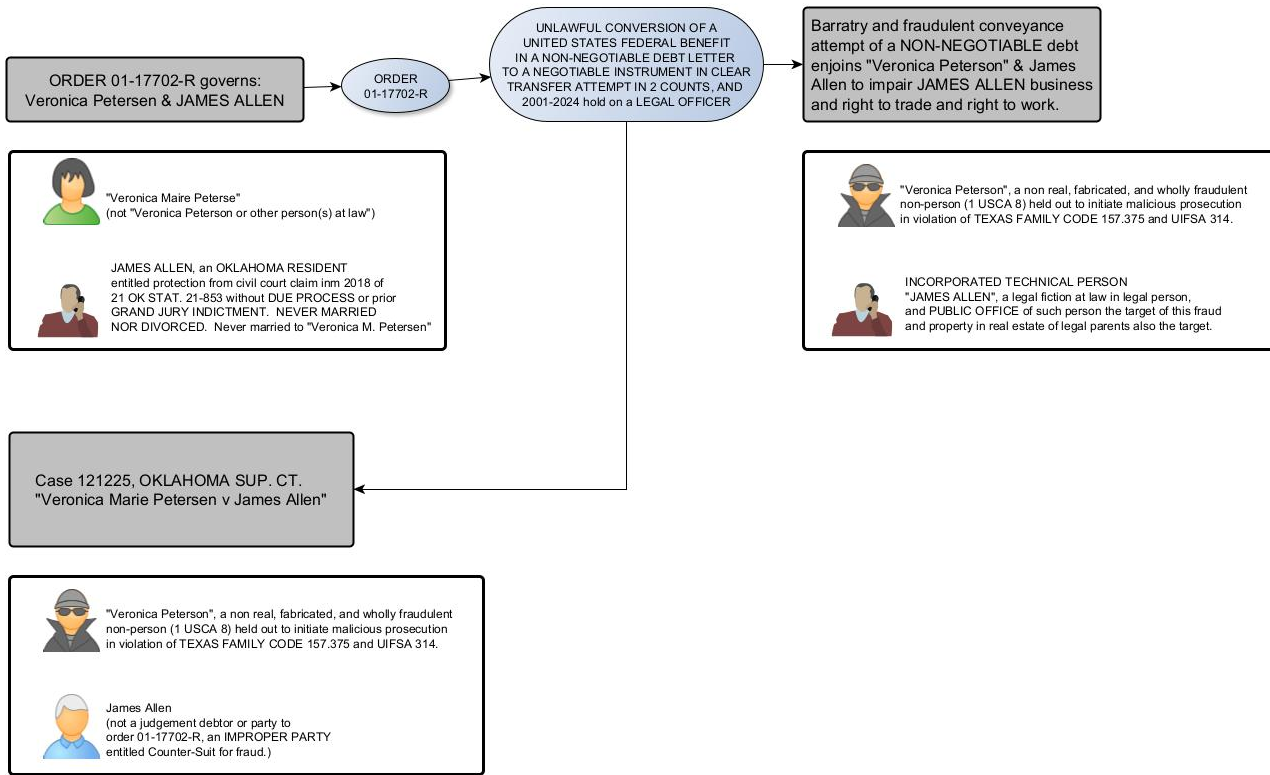 ORDER 01-17702-R governs:
Veronica Petersen & JAMES ALLEN
ORDER
01-17702-R
UNLAWFUL CONVERSION OF A
UNITED STATES FEDERAL BENEFIT
IN A NON-NEGOTIABLE DEBT LETTER
TO A NEGOTIABLE INSTRUMENT IN CLEAR
TRANSFER ATTEMPT IN 2 COUNTS, AND
2001-2024 hold on a LEGAL OFFICER
Barratry and fraudulent conveyance
attempt of a NON-NEGOTIABLE debt
enjoins "Veronica Peterson" & James
Allen to impair JAMES ALLEN business
and right to trade and right to work.
"Veronica Maire Peterse"
(not "Veronica Peterson or other person(s) at law")
JAMES ALLEN, an OKLAHOMA RESIDENT
entitled protection from civil court claim inm 2018 of
21 OK STAT. 21-853 without DUE PROCESS or prior
GRAND JURY INDICTMENT.  NEVER MARRIED
NOR DIVORCED.  Never married to "Veronica M. Petersen"
"Veronica Peterson", a non real, fabricated, and wholly fraudulent
non-person (1 USCA 8) held out to initiate malicious prosecution
in violation of TEXAS FAMILY CODE 157.375 and UIFSA 314.
INCORPORATED TECHNICAL PERSON
"JAMES ALLEN", a legal fiction at law in legal person,
and PUBLIC OFFICE of such person the target of this fraud
and property in real estate of legal parents also the target.
Case 121225, OKLAHOMA SUP. CT.
"Veronica Marie Petersen v James Allen"
"Veronica Peterson", a non real, fabricated, and wholly fraudulent
non-person (1 USCA 8) held out to initiate malicious prosecution
in violation of TEXAS FAMILY CODE 157.375 and UIFSA 314.
James Allen
(not a judgement debtor or party to
order 01-17702-R, an IMPROPER PARTY
entitled Counter-Suit for fraud.)